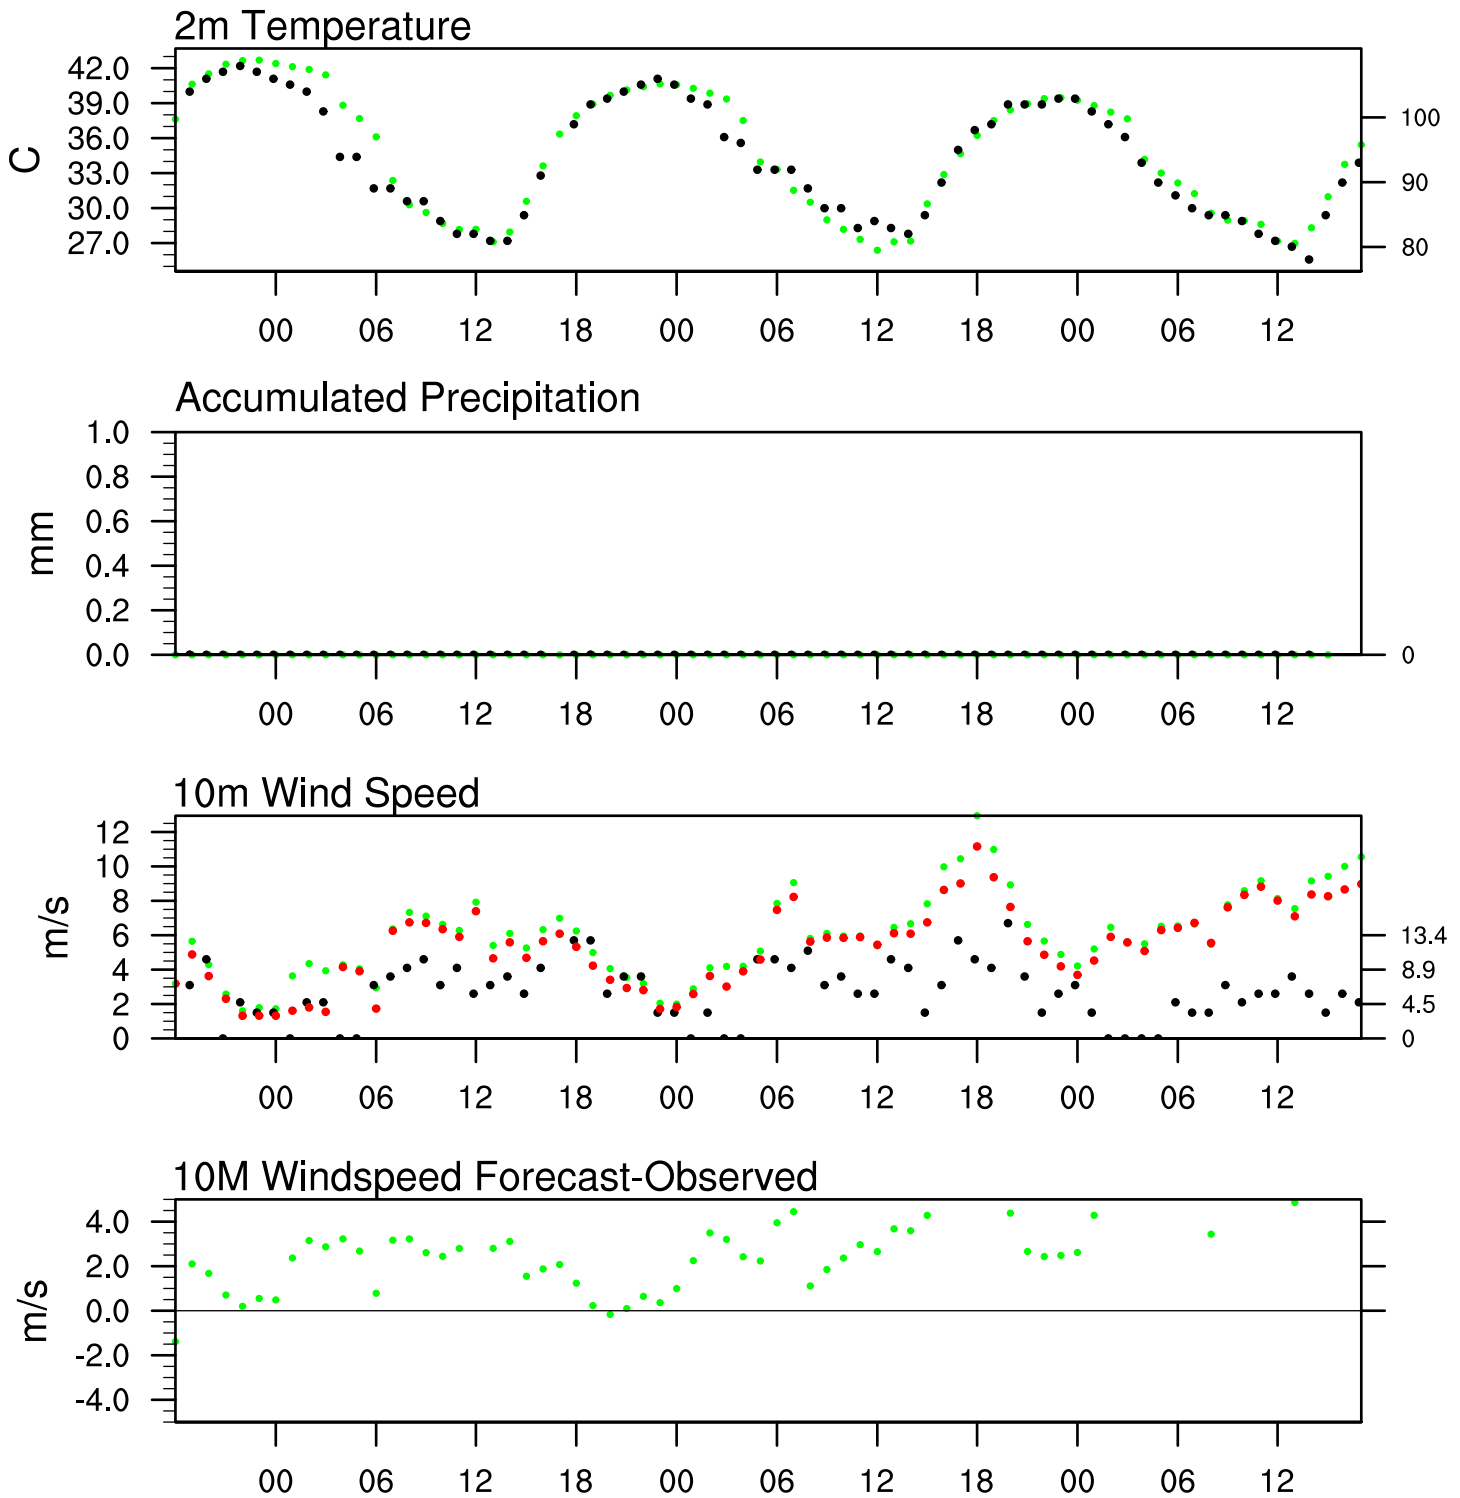 2m Temperature
42.0
39.0
36.0
33.0
30.0
27.0
C
100
90
80
00 06 12 18 00 06 12 18 00 06 12
Accumulated Precipitation
1.0
0.8
0.6
0.4
0.2
0.0
mm
0
00 06 12 18 00 06 12 18 00 06 12
10m Wind Speed
12
10
8
6
4
2
0
m/s
13.4
8.9
4.5
0
00 06 12 18 00 06 12 18 00 06 12
10M Windspeed Forecast-Observed
4.0
2.0
0.0
-2.0
-4.0
m/s
00 06 12 18 00 06 12 18 00 06 12